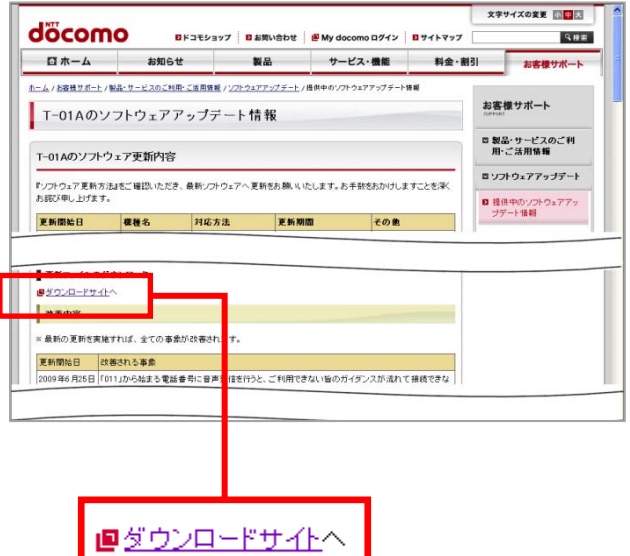 文字サイズの変更 小 中 大
NTT
döcomo
ドコモショップ お問い合わせ My docomo ログイン サイトマップ 検索
ホーム お知らせ 製品 サービス・機能 料金・割引 お客様サポート
ホーム / お客様サポート / 製品・サービスのご利用・ご活用情報 / ソフトウェアアップデート / 提供中のソフトウェアアップデート情報
T-01Aのソフトウェアアップデート情報
T-01Aのソフトウェア更新内容
『ソフトウェア更新方法』をご確認いただき、最新ソフトウェアへ更新をお願いいたします。お手数をおかけしますことを深く
お詫び申し上げます。
更新開始日 機種名 対応方法 更新期間 その他
お客様サポート
SUPPORT
製品・サービスのご利
用・ご活用情報
ソフトウェアアップデート
提供中のソフトウェアアッ
プデート情報
ダウンロードサイトへ
※ 最新の更新を実施すれば、全ての事象が改善されます。
更新開始日 改善される事象
2009年6月25日 「011」から始まる電話番号に音声発信を行うと、ご利用できない旨のガイダンスが流れて接続できな
ダウンロードサイトへ